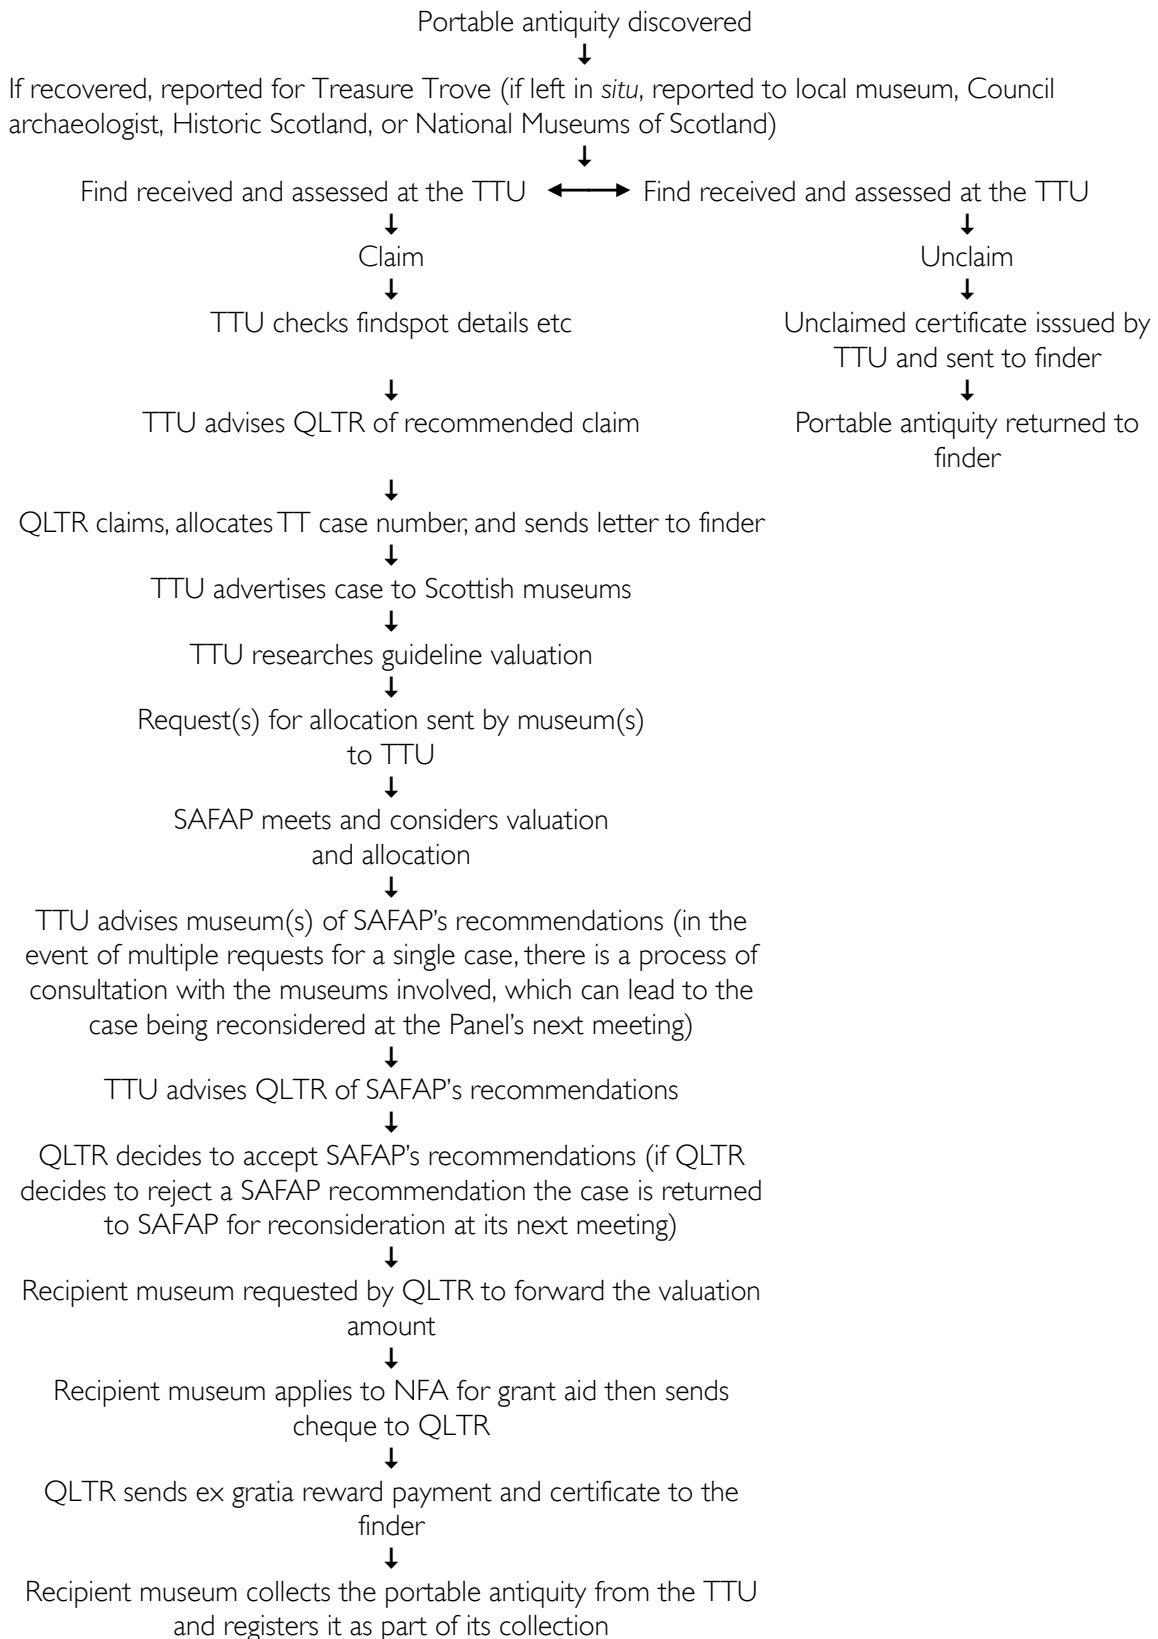 Portable antiquity discovered
If recovered, reported for Treasure Trove (if left in situ, reported to local museum, Council
archaeologist, Historic Scotland, or National Museums of Scotland)
Find received and assessed at the TTU
Find received and assessed at the TTU
Claim
Unclaim
TTU checks findspot details etc
Unclaimed certificate isssued by
TTU and sent to finder
TTU advises QLTR of recommended claim
Portable antiquity returned to
finder
QLTR claims, allocates TT case number, and sends letter to finder
TTU advertises case to Scottish museums
TTU researches guideline valuation
Request(s) for allocation sent by museum(s)
to TTU
SAFAP meets and considers valuation
and allocation
TTU advises museum(s) of SAFAP's recommendations (in the
event of multiple requests for a single case, there is a process of
consultation with the museums involved, which can lead to the
case being reconsidered at the Panel's next meeting)
TTU advises QLTR of SAFAP's recommendations
QLTR decides to accept SAFAP's recommendations (if QLTR
decides to reject a SAFAP recommendation the case is returned
to SAFAP for reconsideration at its next meeting)
Recipient museum requested by QLTR to forward the valuation
amount
Recipient museum applies to NFA for grant aid then sends
cheque to QLTR
QLTR sends ex gratia reward payment and certificate to the
finder
Recipient museum collects the portable antiquity from the TTU
and registers it as part of its collection